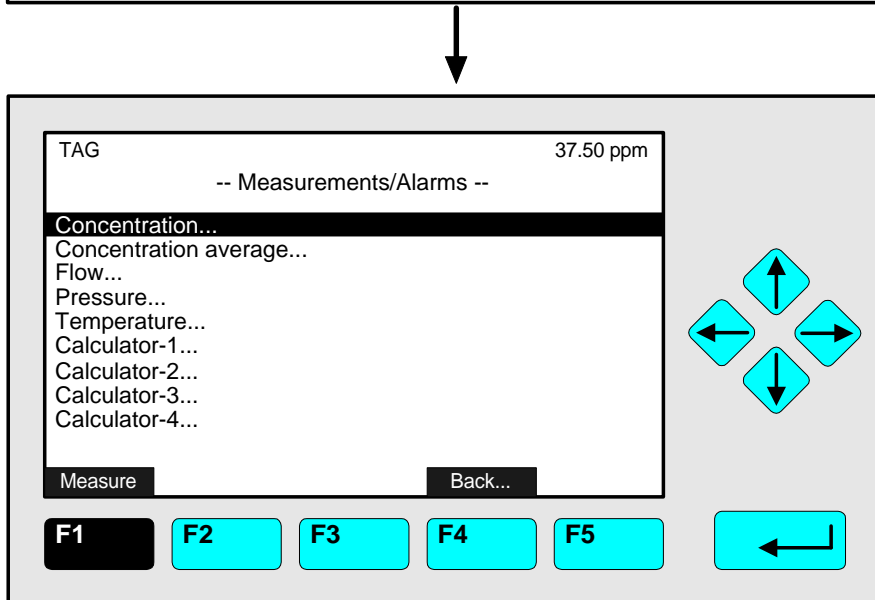 TAG 37.50 ppm
-- Measurements/Alarms --
Concentration...
Concentration average...
Flow...
Pressure...
Temperature...
Calculator-1...
Calculator-2...
Calculator-3...
Calculator-4...
Measure Back...
F1 F2 F3 F4 F5